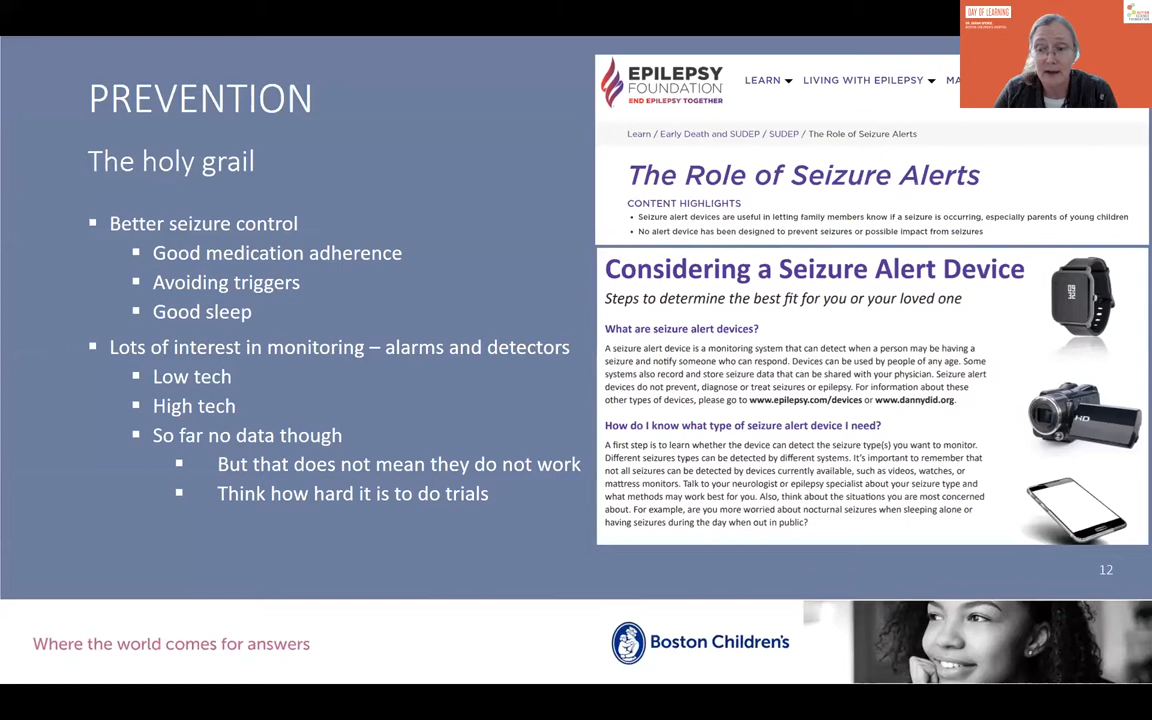 PREVENTION
The holy grail
Better seizure control
Good medication adherence
Avoiding triggers
Good sleep
Lots of interest in monitoring – alarms and detectors
Low tech
High tech
So far no data though
But that does not mean they do not work
Think how hard it is to do trials
EPILEPSY
FOUNDATION
END EPILEPSY TOGETHER
LEARN
LIVING WITH EPILEPSY
MA
Learn / Early Death and SUDEP / SUDEP / The Role of Seizure Alerts
The Role of Seizure Alerts
CONTENT HIGHLIGHTS
Seizure alert devices are useful in letting family members know if a seizure is occurring, especially parents of young children
No alert device has been designed to prevent seizures or possible impact from seizures
Considering a Seizure Alert Device
Steps to determine the best fit for you or your loved one
What are seizure alert devices?
A seizure alert device is a monitoring system that can detect when a person may be having a
seizure and notify someone who can respond. Devices can be used by people of any age. Some
systems also record and store seizure data that can be shared with your physician. Seizure alert
devices do not prevent, diagnose or treat seizures or epilepsy. For information about these
other types of devices, please go to www.epilepsy.com/devices or www.dannydid.org.
How do I know what type of seizure alert device I need?
A first step is to learn whether the device can detect the seizure type(s) you want to monitor.
Different seizures types can be detected by different systems. It's important to remember that
not all seizures can be detected by devices currently available, such as videos, watches, or
mattress monitors. Talk to your neurologist or epilepsy specialist about your seizure type and
what methods may work best for you. Also, think about the situations you are most concerned
about. For example, are you more worried about nocturnal seizures when sleeping alone or
having seizures during the day when out in public?
HD
12
Where the world comes for answers
Boston Children's
DAY OF LEARNING
DR. SARAH SPENCE
BOSTON CHILDREN'S HOSPITAL
AUTISM
SCIENCE
FOUNDATION